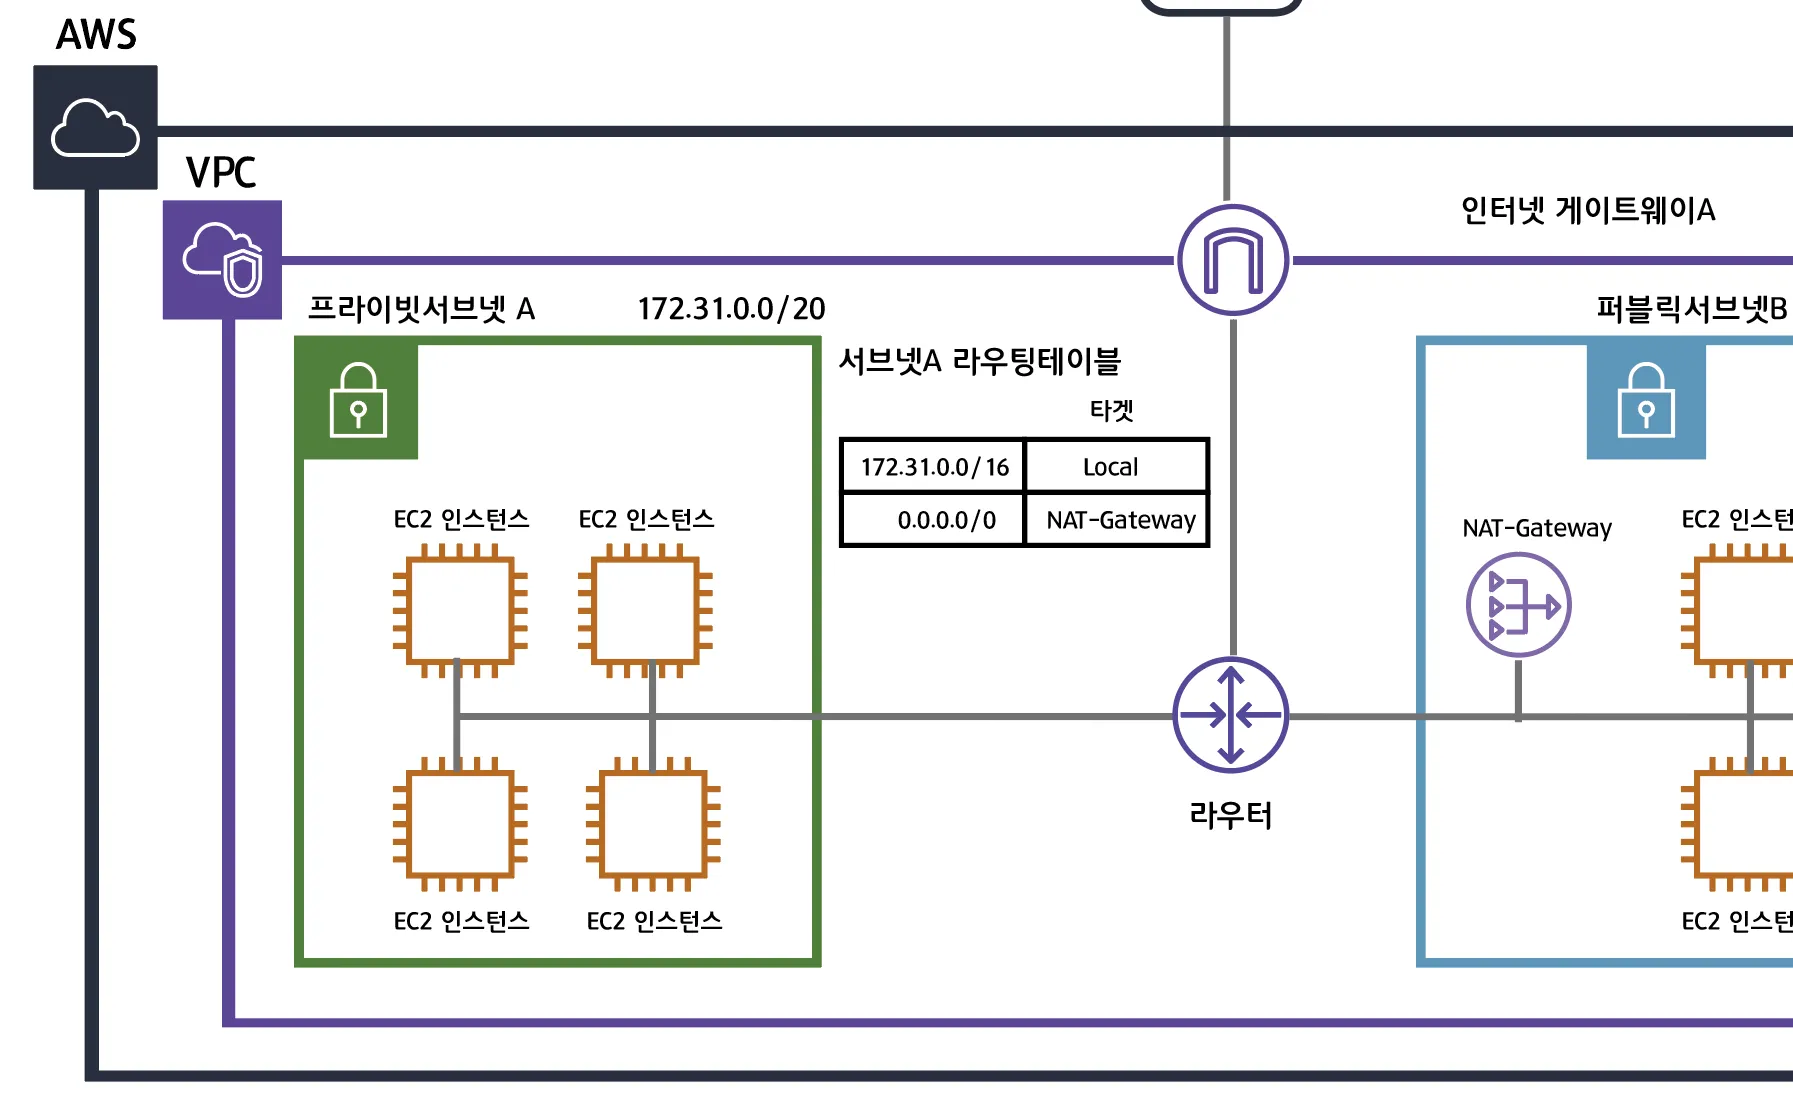 AWS
VPC
인터넷 게이트웨이A
프라이빗서브넷 A
172.31.0.0/20
퍼블릭서브넷B
서브넷A 라우팅테이블
타겟
172.31.0.0/16 Local
0.0.0.0/0 NAT-Gateway
EC2 인스턴스
EC2 인스턴스
NAT-Gateway
EC2 인스턴
라우터
EC2 인스턴스
EC2 인스턴스
EC2 인스턴